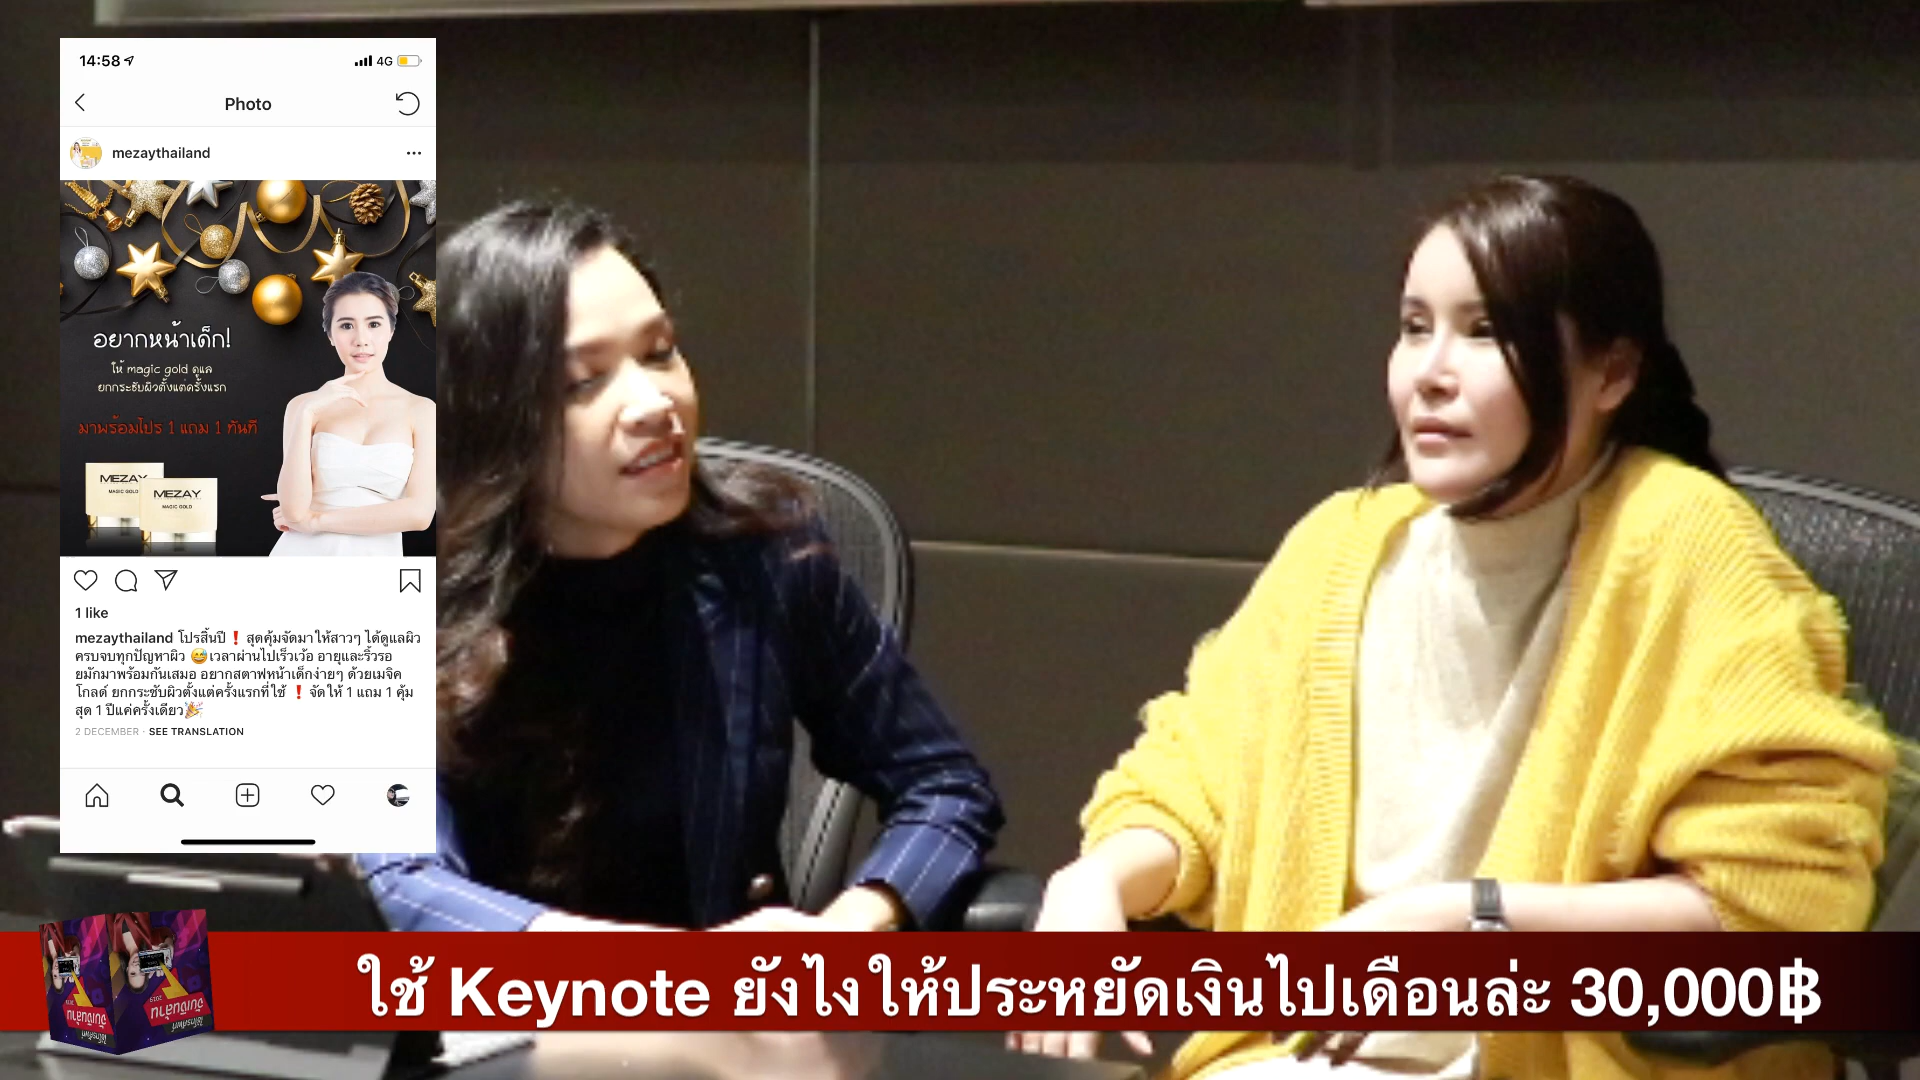 14:58
4G
Photo
mezaythailand
อยากหน้าเด็ก!
ให้ magic gold ดูแล
ยกกระชับผิวตั้งแต่ครั้งแรก
มาพร้อมโปร 1 แถม 1 ทันที
MEZAY
MAGIC GOLD
MEZAY
MAGIC GOLD
1 like
mezaythailand โปรสิ้นปี❗สุดคุ้มจัดมาให้สาวๆ ได้ดูแลผิว
ครบจบทุกปัญหาผิว 😅เวลาผ่านไปเร็วเว้อ อายุและริ้วรอ
ยมักมาพร้อมกันเสมอ อยากสตาฟหน้าเด็กง่ายๆ ด้วยเมจิค
โกลด์ ยกกระชับผิวตั้งแต่ครั้งแรกที่ใช้ ❗จัดให้ 1 แถม 1 คุ้ม
สุด 1 ปีแค่ครั้งเดียว🎉
2 DECEMBER · SEE TRANSLATION
ใช้ Keynote ยังไงให้ประหยัดเงินไปเดือนล่ะ 30,000฿